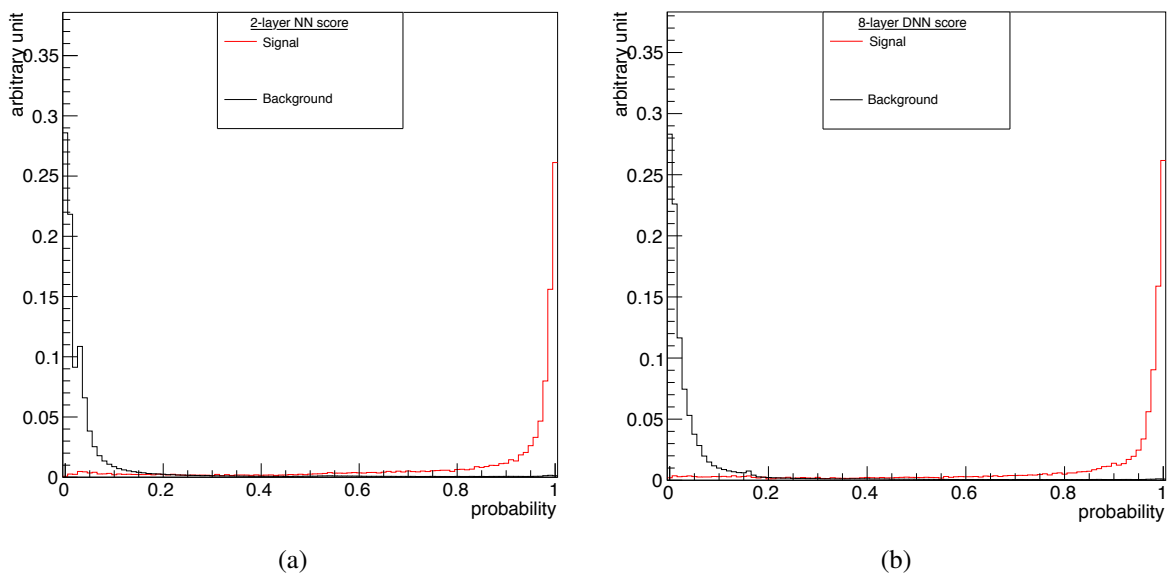 2-layer NN score
Signal
Background
arbitrary unit
0.35
0.3
0.25
0.2
0.15
0.1
0.05
0
0 0.2 0.4 0.6 0.8 1
probability
(a)
8-layer DNN score
Signal
Background
arbitrary unit
0.35
0.3
0.25
0.2
0.15
0.1
0.05
0
0 0.2 0.4 0.6 0.8 1
probability
(b)